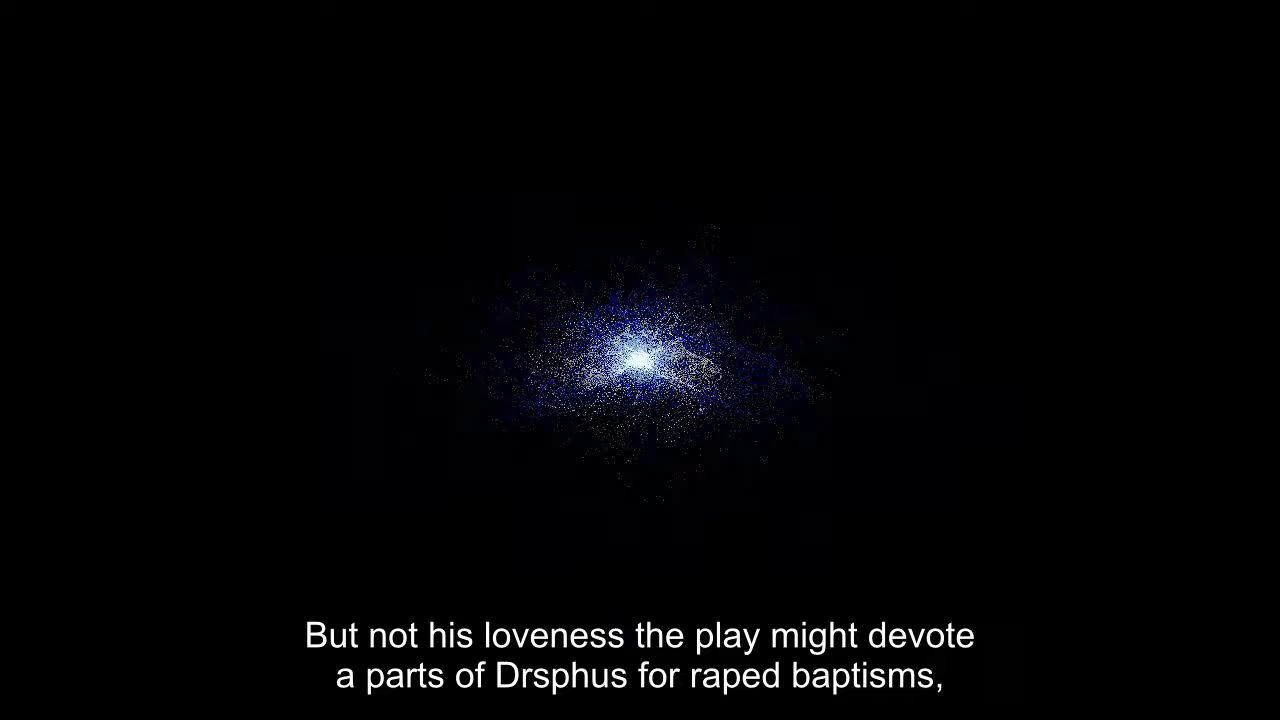 But not his loveness the play might devote
a parts of Drsphus for raped baptisms,